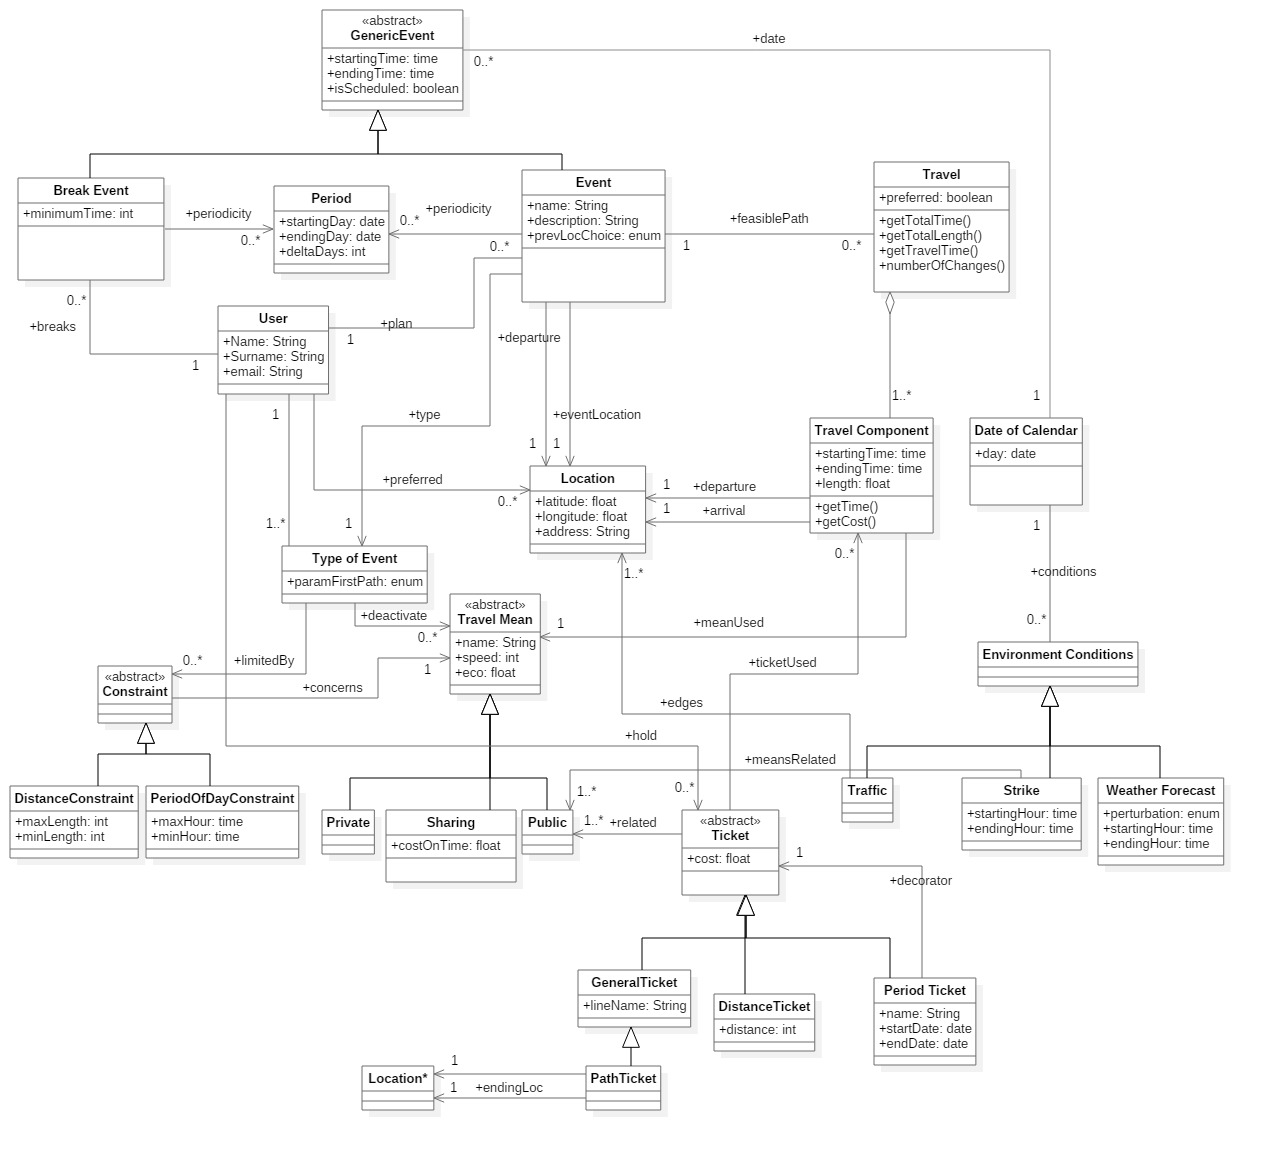 «abstract»
GenericEvent
+startingTime: time
+endingTime: time
+isScheduled: boolean
+date
0..*
Break Event
+minimumTime: int
+periodicity
0..*
Period
+startingDay: date
+endingDay: date
+deltaDays: int
+periodicity
0..*
Event
+name: String
+description: String
+prevLocChoice: enum
0..*
+feasiblePath
1
0..*
Travel
+preferred: boolean
+getTotalTime()
+getTotalLength()
+getTravelTime()
+numberOfChanges()
0..*
+breaks
1
User
+Name: String
+Surname: String
+email: String
+plan
1
+departure
1
+type
+eventLocation
1
1
1..*
1
Travel Component
+startingTime: time
+endingTime: time
+length: float
+getTime()
+getCost()
Date of Calendar
+day: date
+preferred
0..*
Location
+latitude: float
+longitude: float
+address: String
1
+departure
1
+arrival
1..*
1
Type of Event
+paramFirstPath: enum
1..*
0..*
1
+conditions
0..*
+deactivate
0..*
«abstract»
Travel Mean
+name: String
+speed: int
+eco: float
1
+meanUsed
Environment Conditions
0..*
+limitedBy
+concerns
1
+ticketUsed
«abstract»
Constraint
+edges
+hold
+meansRelated
DistanceConstraint
+maxLength: int
+minLength: int
PeriodOfDayConstraint
+maxHour: time
+minHour: time
Private
Sharing
+costOnTime: float
Public
1..*
1..*
+related
0..*
«abstract»
Ticket
+cost: float
1
+decorator
Traffic
Strike
+startingHour: time
+endingHour: time
Weather Forecast
+perturbation: enum
+startingHour: time
+endingHour: time
GeneralTicket
+lineName: String
DistanceTicket
+distance: int
Period Ticket
+name: String
+startDate: date
+endDate: date
Location*
1
1
+endingLoc
PathTicket